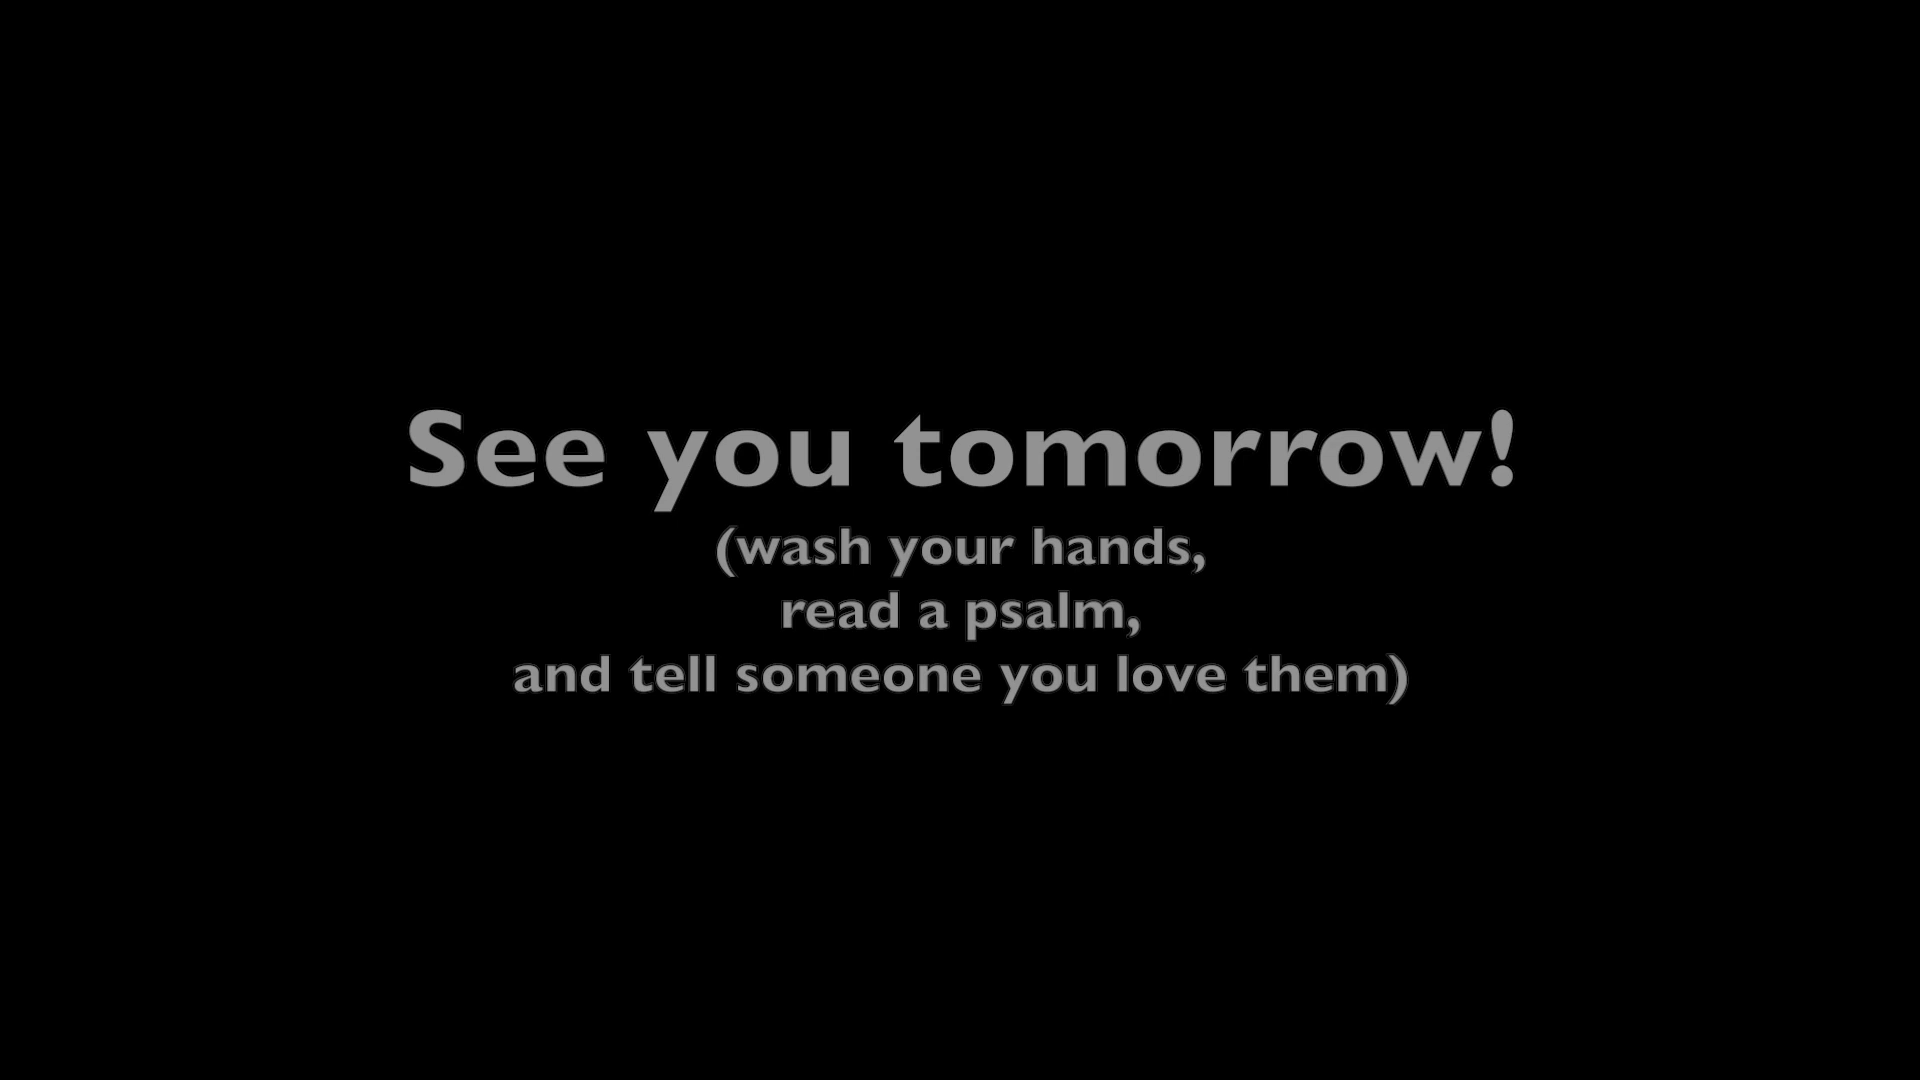 See you tomorrow!
(wash your hands,
read a psalm,
and tell someone you love them)